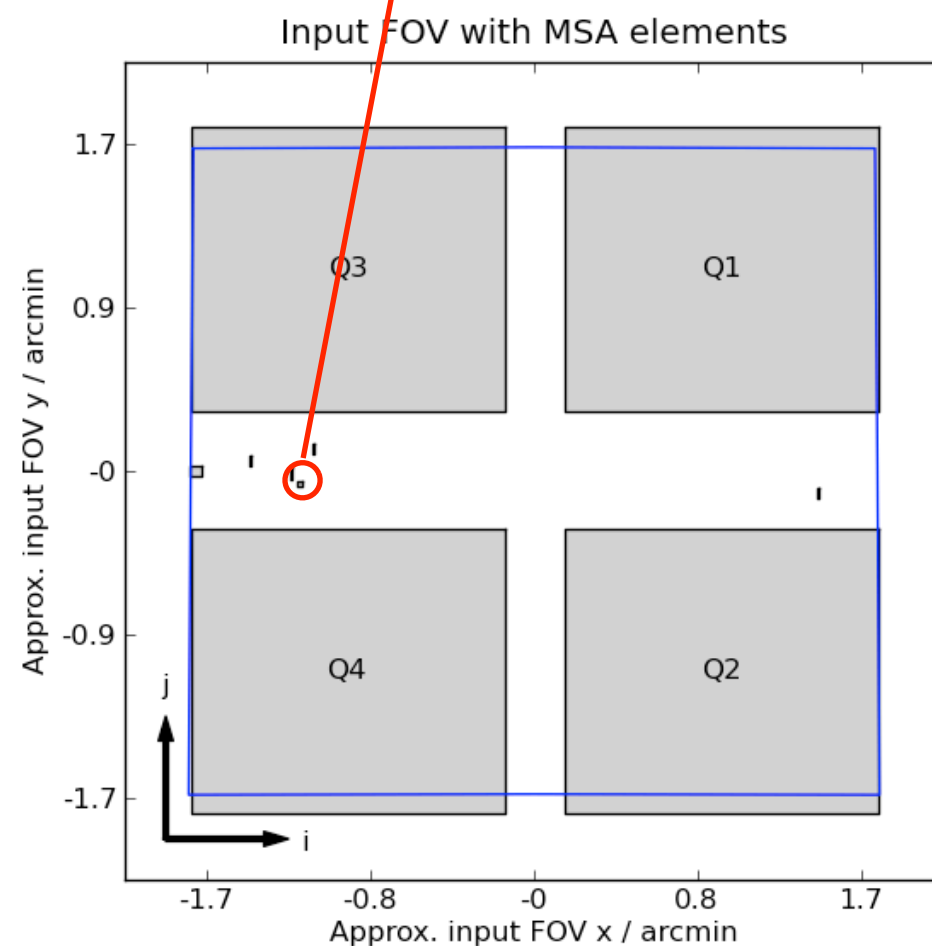 Input FOV with MSA elements
1.7
Q3
Q1
0.9
Approx. input FOV y / arcmin
-0
-0.9
Q4
Q2
j
-1.7
i
-1.7
-0.8
-0
0.8
1.7
Approx. input FOV x / arcmin